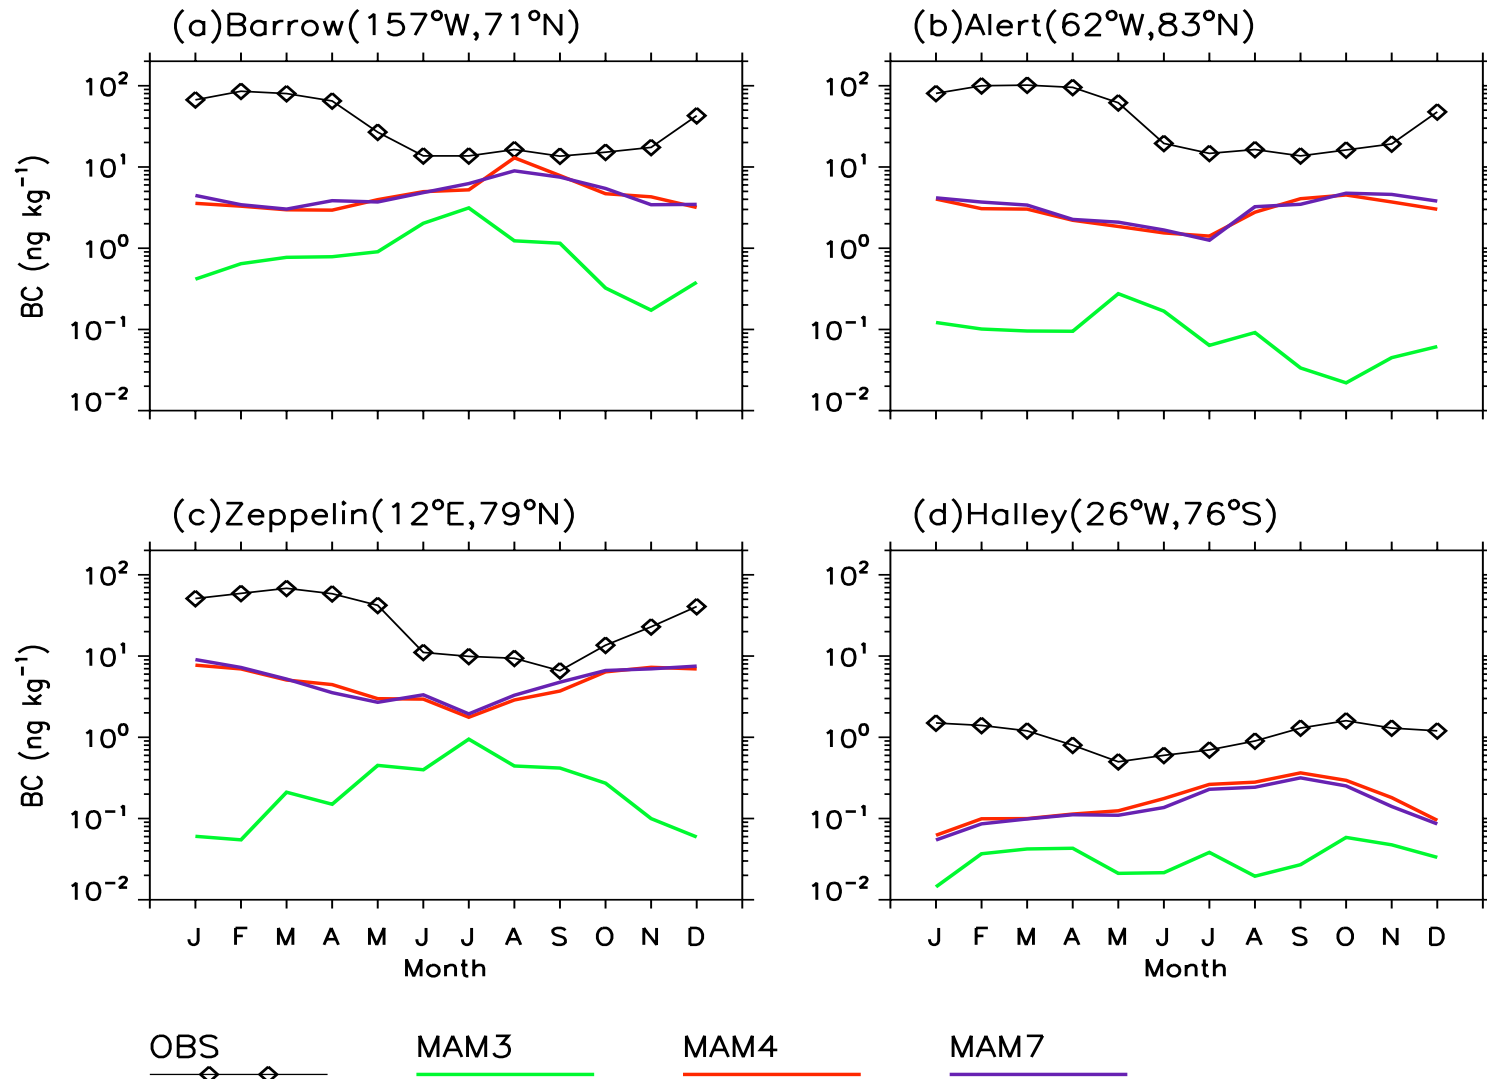 (a)Barrow(157°W,71°N)
(b)Alert(62°W,83°N)
BC (ng kg⁻¹)
10²
10¹
10⁰
10⁻¹
10⁻²
10²
10¹
10⁰
10⁻¹
10⁻²
(c)Zeppelin(12°E,79°N)
(d)Halley(26°W,76°S)
BC (ng kg⁻¹)
10²
10¹
10⁰
10⁻¹
10⁻²
J F M A M J J A S O N D
Month
10²
10¹
10⁰
10⁻¹
10⁻²
J F M A M J J A S O N D
Month
OBS MAM3 MAM4 MAM7